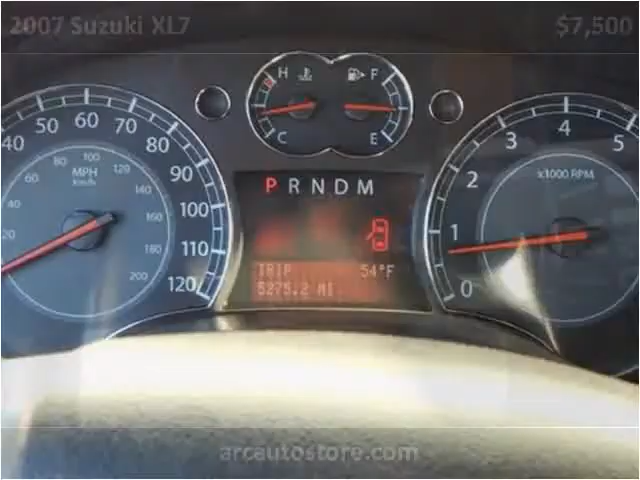 2007 Suzuki XL7 $7,500
H F
C E
40 50 60 70 80 90 100 110 120
20 40 60 80 100 120 140 160 180 200
MPH
km/h
P R N D M
TRIP 54°F
5275.2 MI
0 1 2 3 4 5
x1000 RPM
arcautostore.com